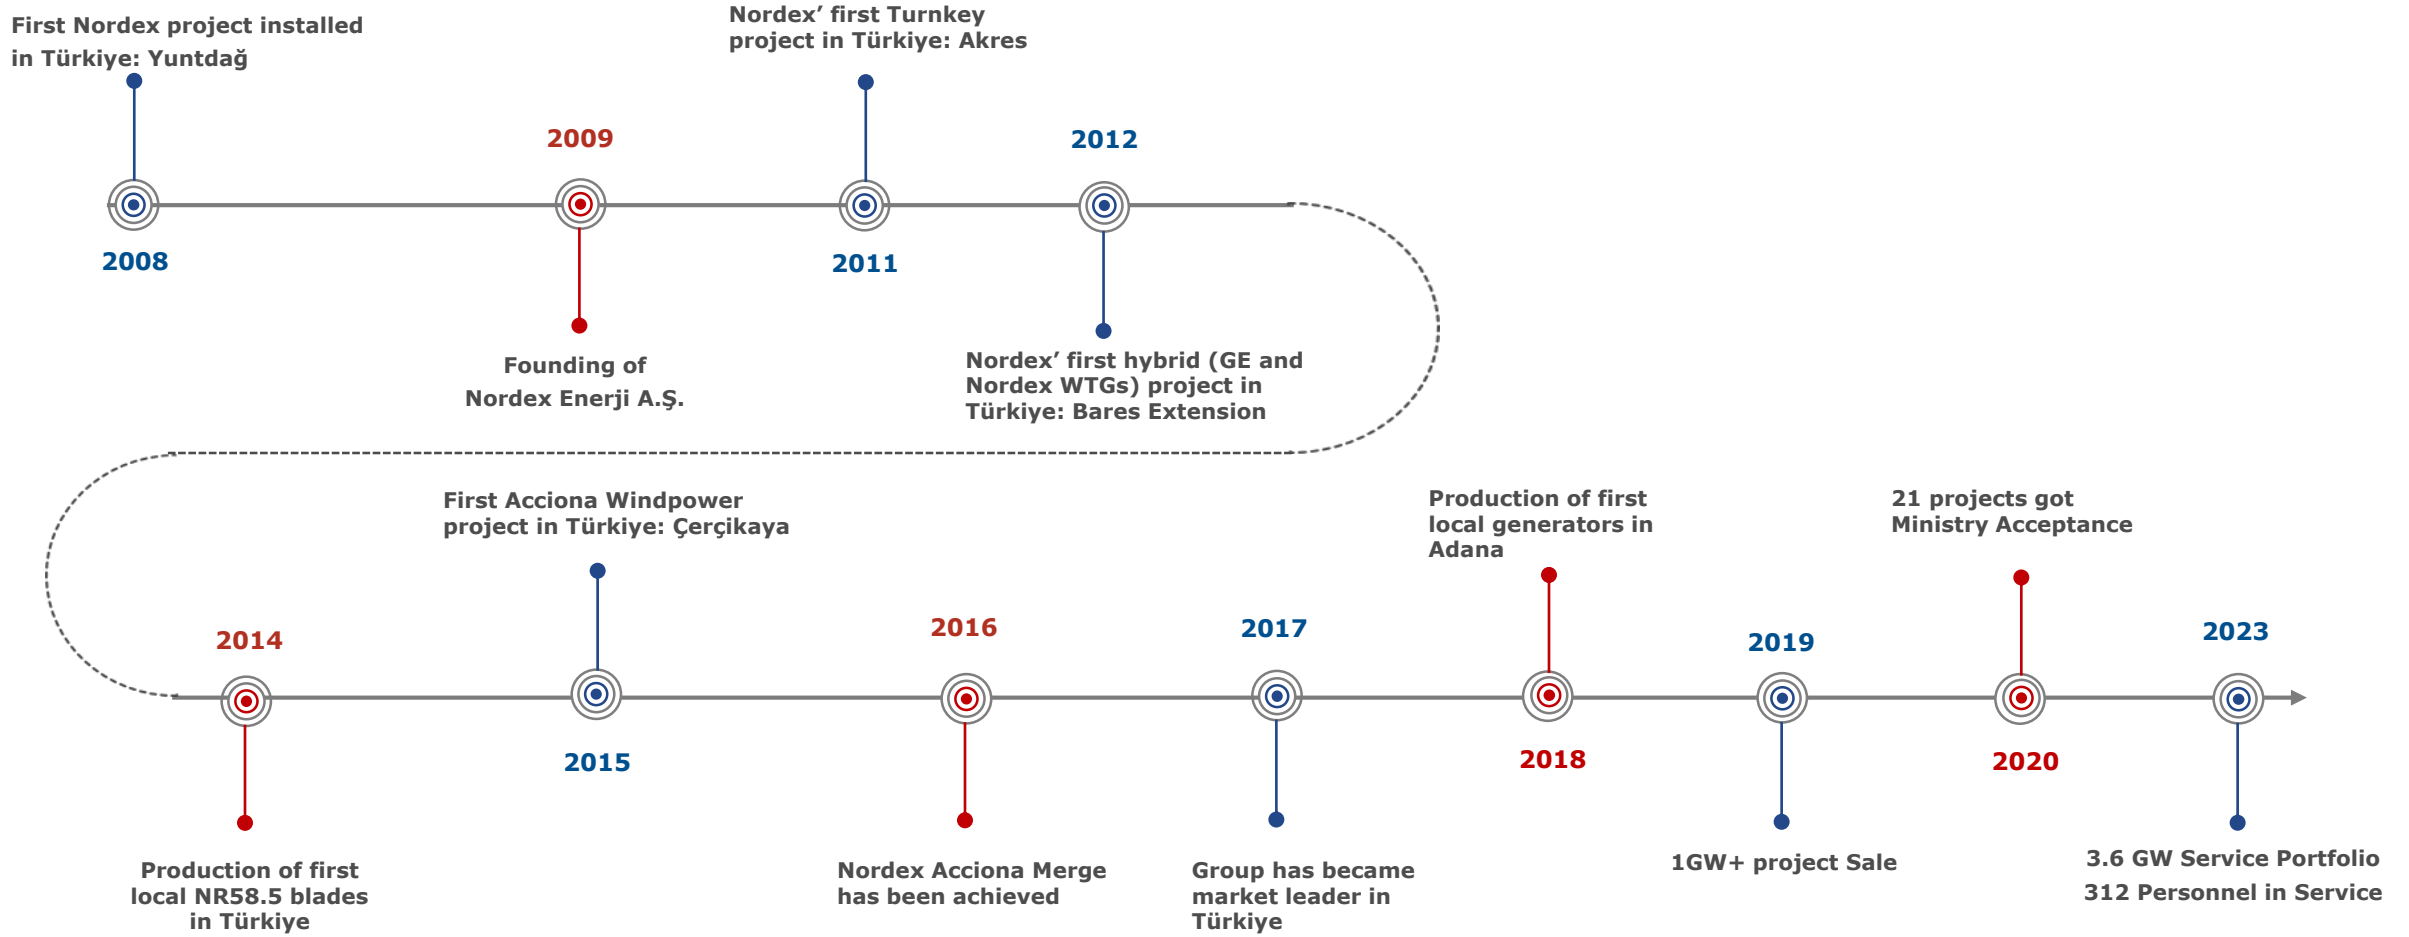 First Nordex project installed
in Türkiye: Yuntdağ
2008
2009
Founding of
Nordex Enerji A.Ş.
Nordex’ first Turnkey
project in Türkiye: Akres
2011
2012
Nordex’ first hybrid (GE and
Nordex WTGs) project in
Türkiye: Bares Extension
2014
Production of first
local NR58.5 blades
in Türkiye
First Acciona Windpower
project in Türkiye: Çerçikaya
2015
2016
Nordex Acciona Merge
has been achieved
2017
Group has became
market leader in
Türkiye
Production of first
local generators in
Adana
2018
2019
1GW+ project Sale
21 projects got
Ministry Acceptance
2020
2023
3.6 GW Service Portfolio
312 Personnel in Service